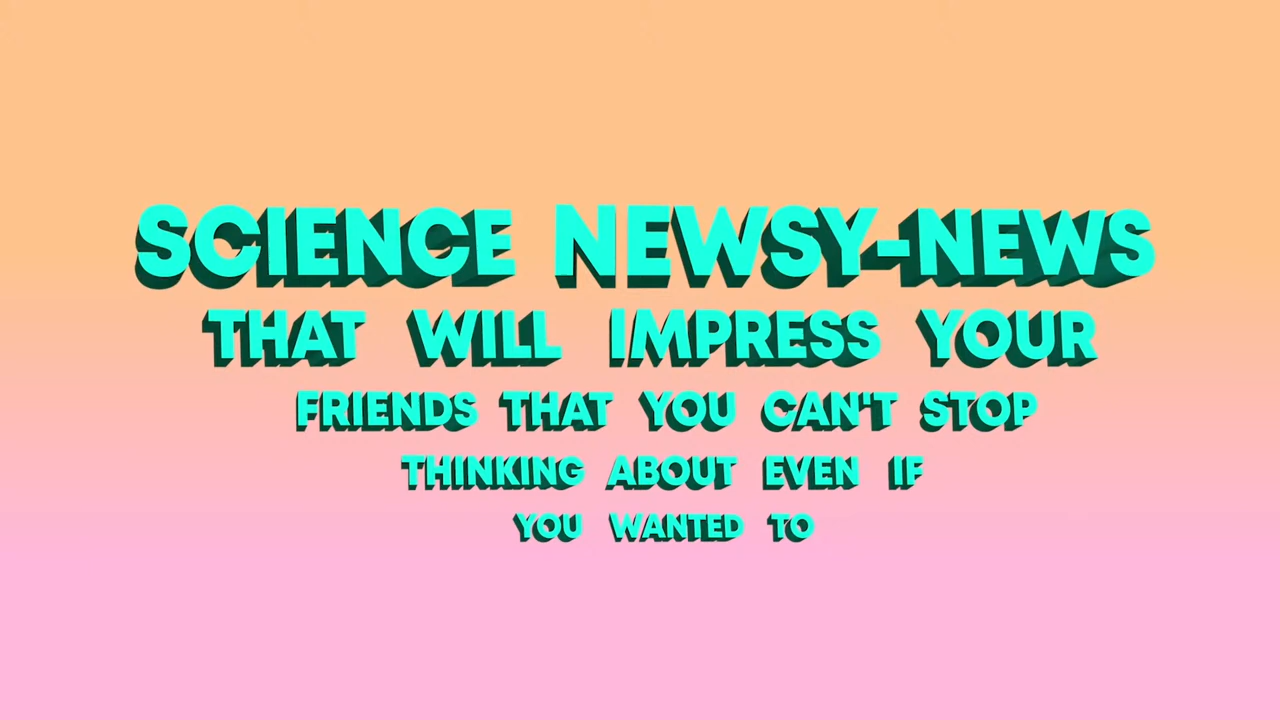 SCIENCE NEWSY-NEWS
THAT WILL IMPRESS YOUR
FRIENDS THAT YOU CAN'T STOP
THINKING ABOUT EVEN IF
YOU WANTED TO